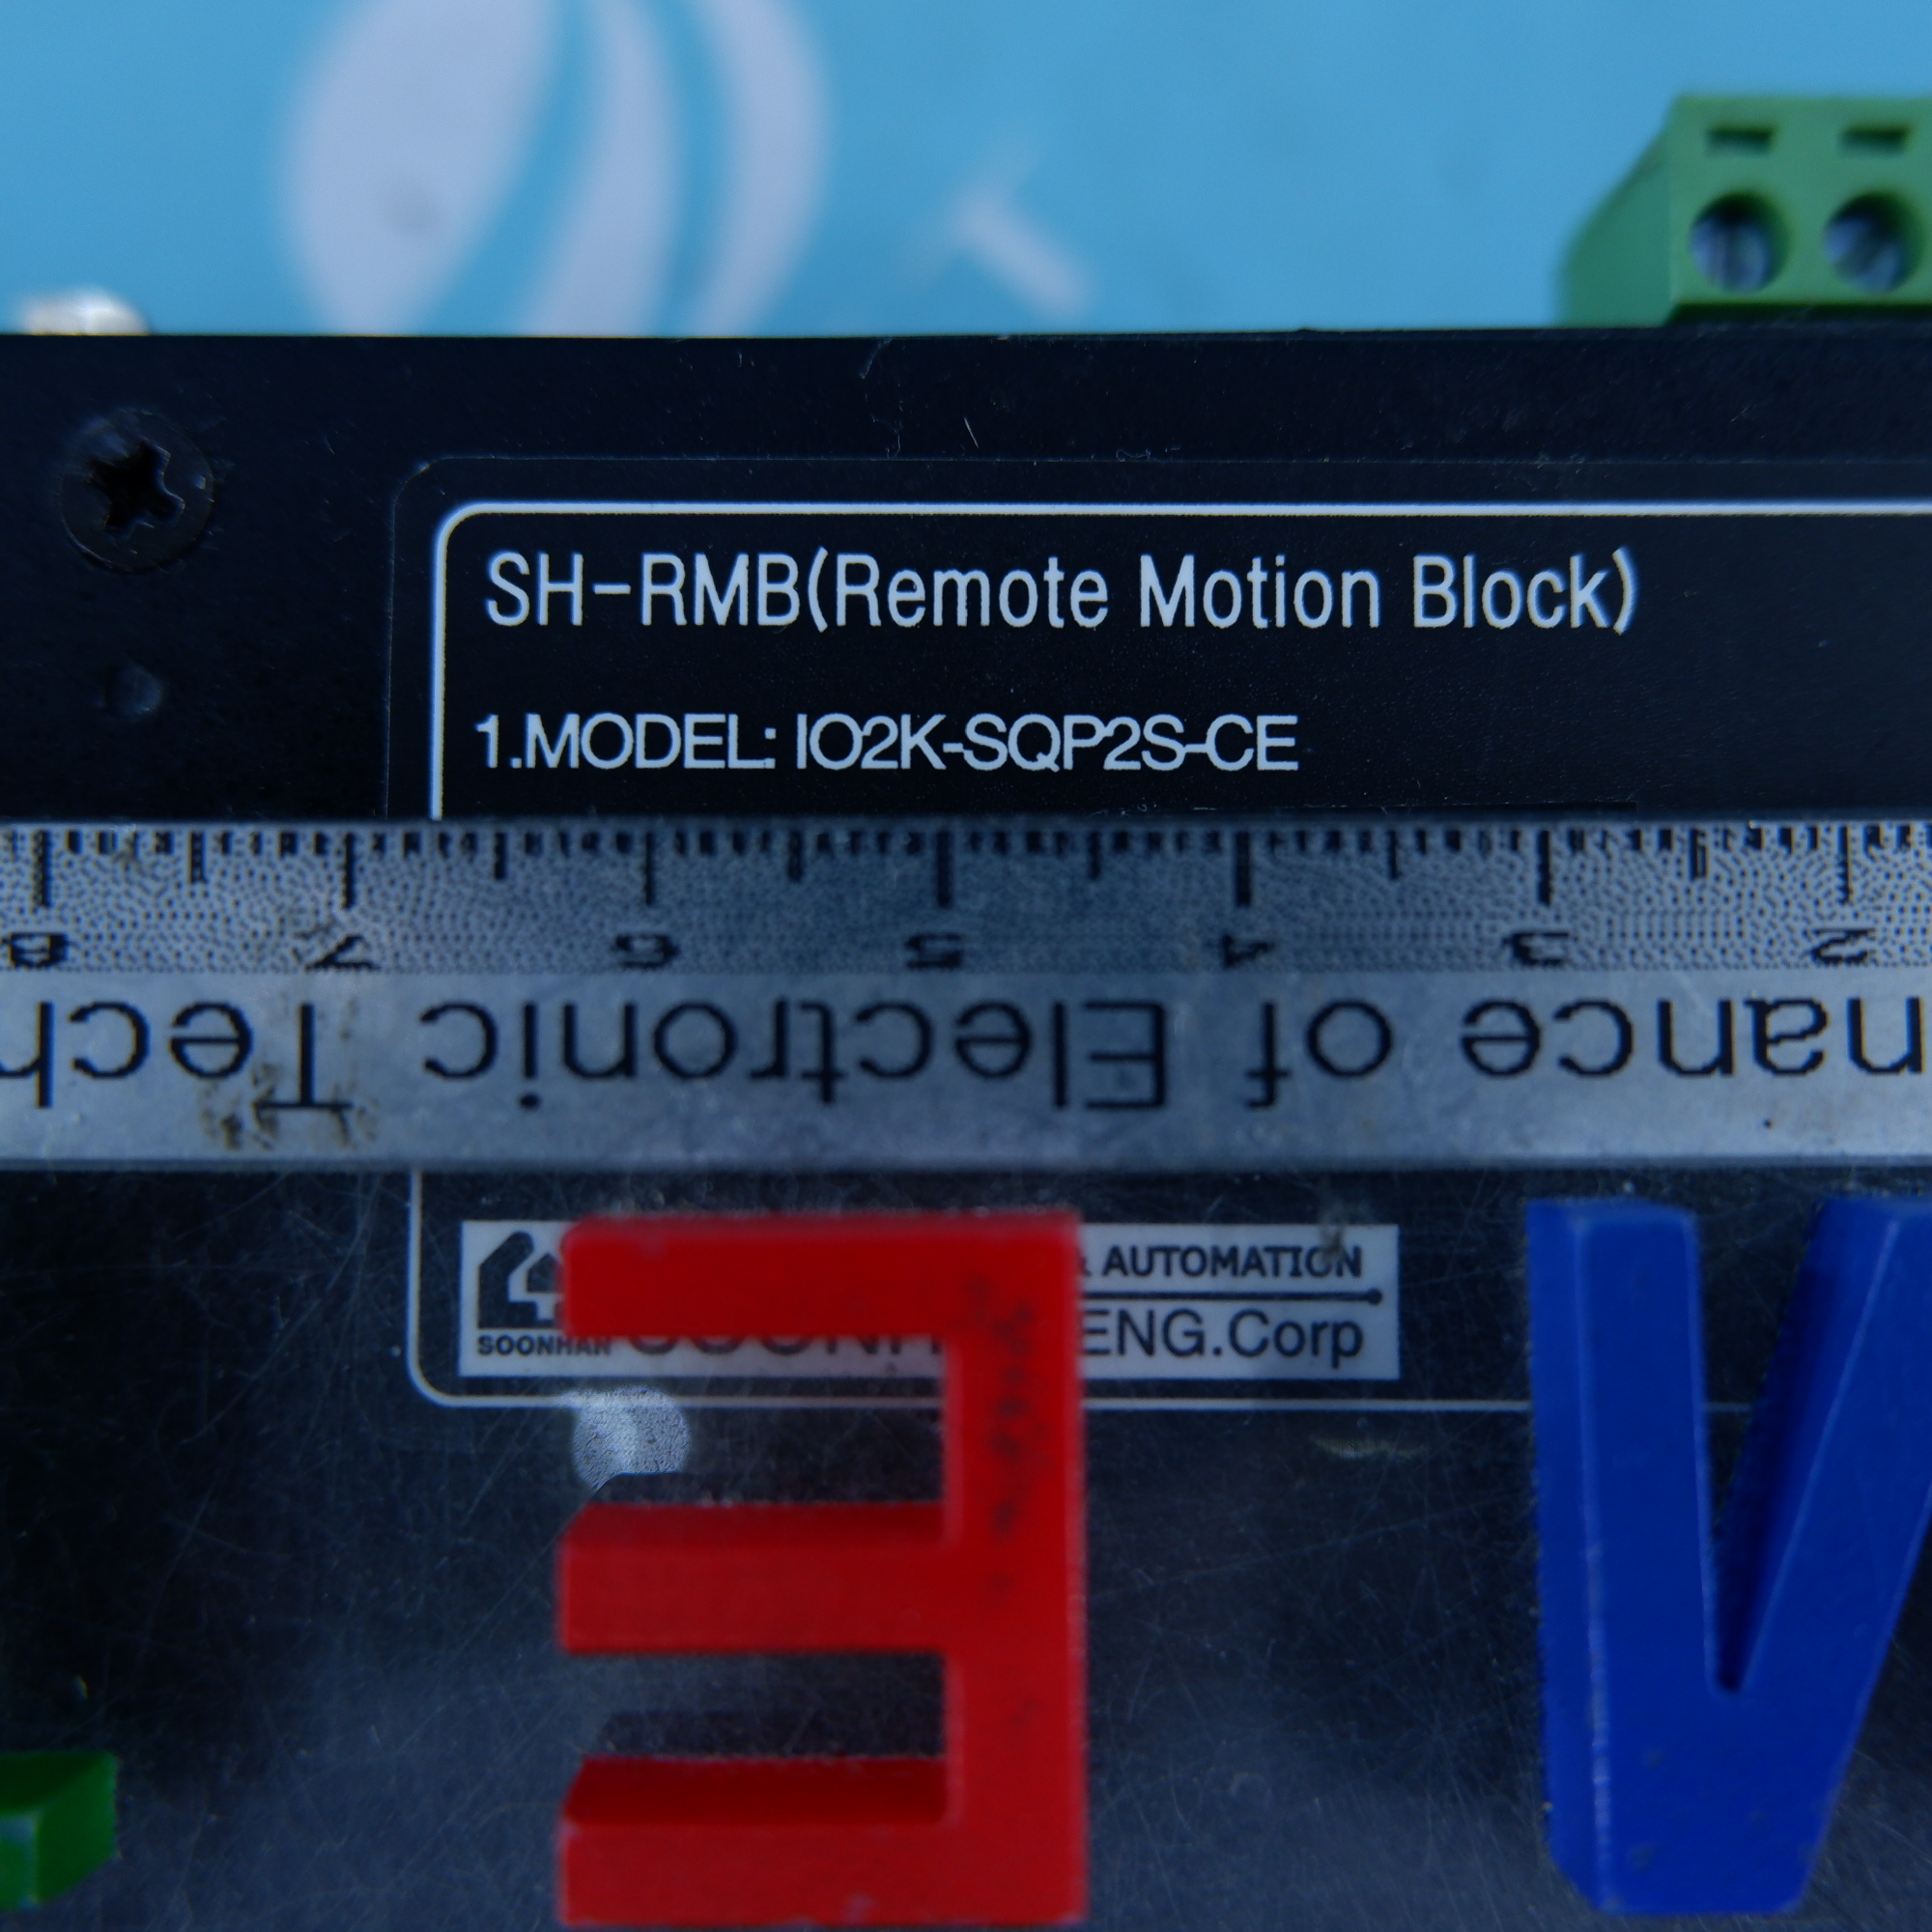 SH-RMB(Remote Motion Block)
1.MODEL: IO2K-SQP2S-CE
8 7 6 5 4 3 2
nance of Electronic Tech
& AUTOMATION
SOONHAN
ENG.Corp
E V